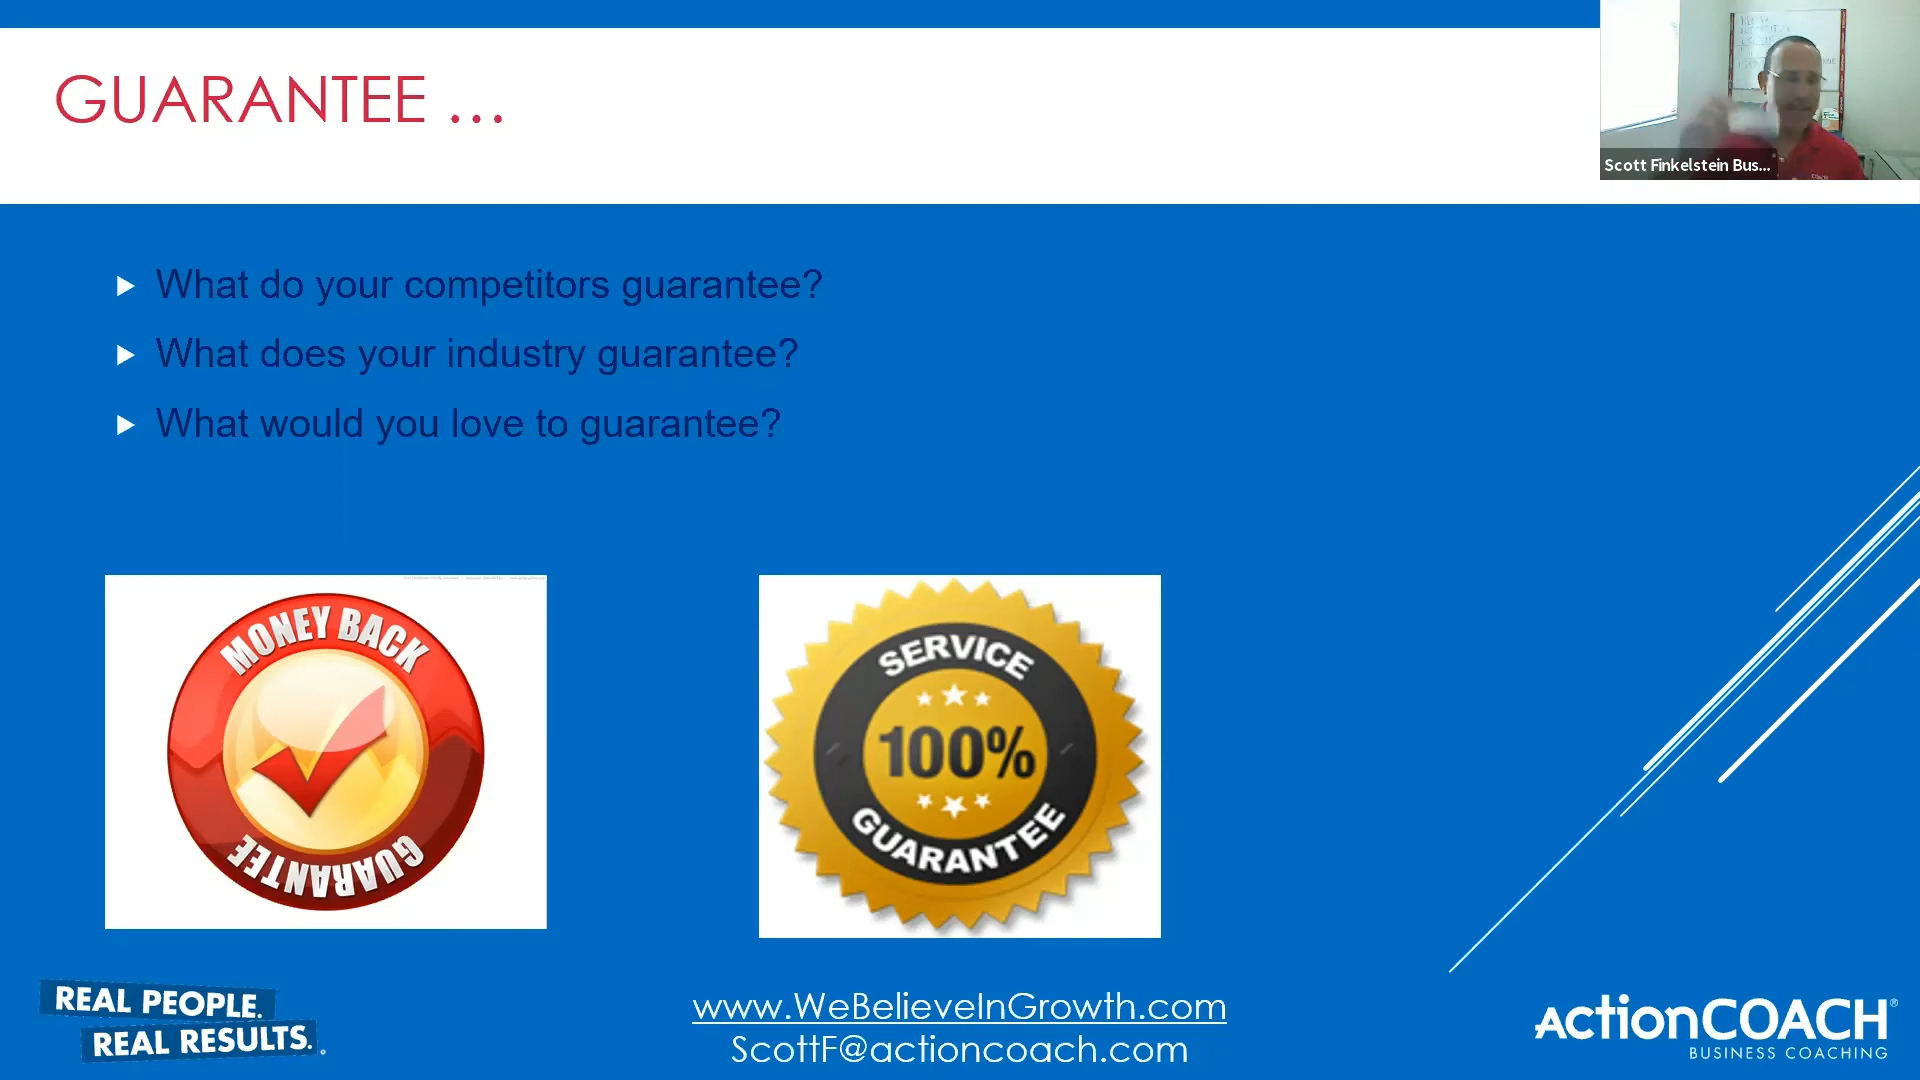 GUARANTEE ...
Scott Finkelstein Bus...
What do your competitors guarantee?
What does your industry guarantee?
What would you love to guarantee?
MONEY BACK
GUARANTEE
SERVICE
100%
GUARANTEE
REAL PEOPLE.
REAL RESULTS.
www.WeBelieveInGrowth.com
ScottF@actioncoach.com
ActionCOACH®
BUSINESS COACHING